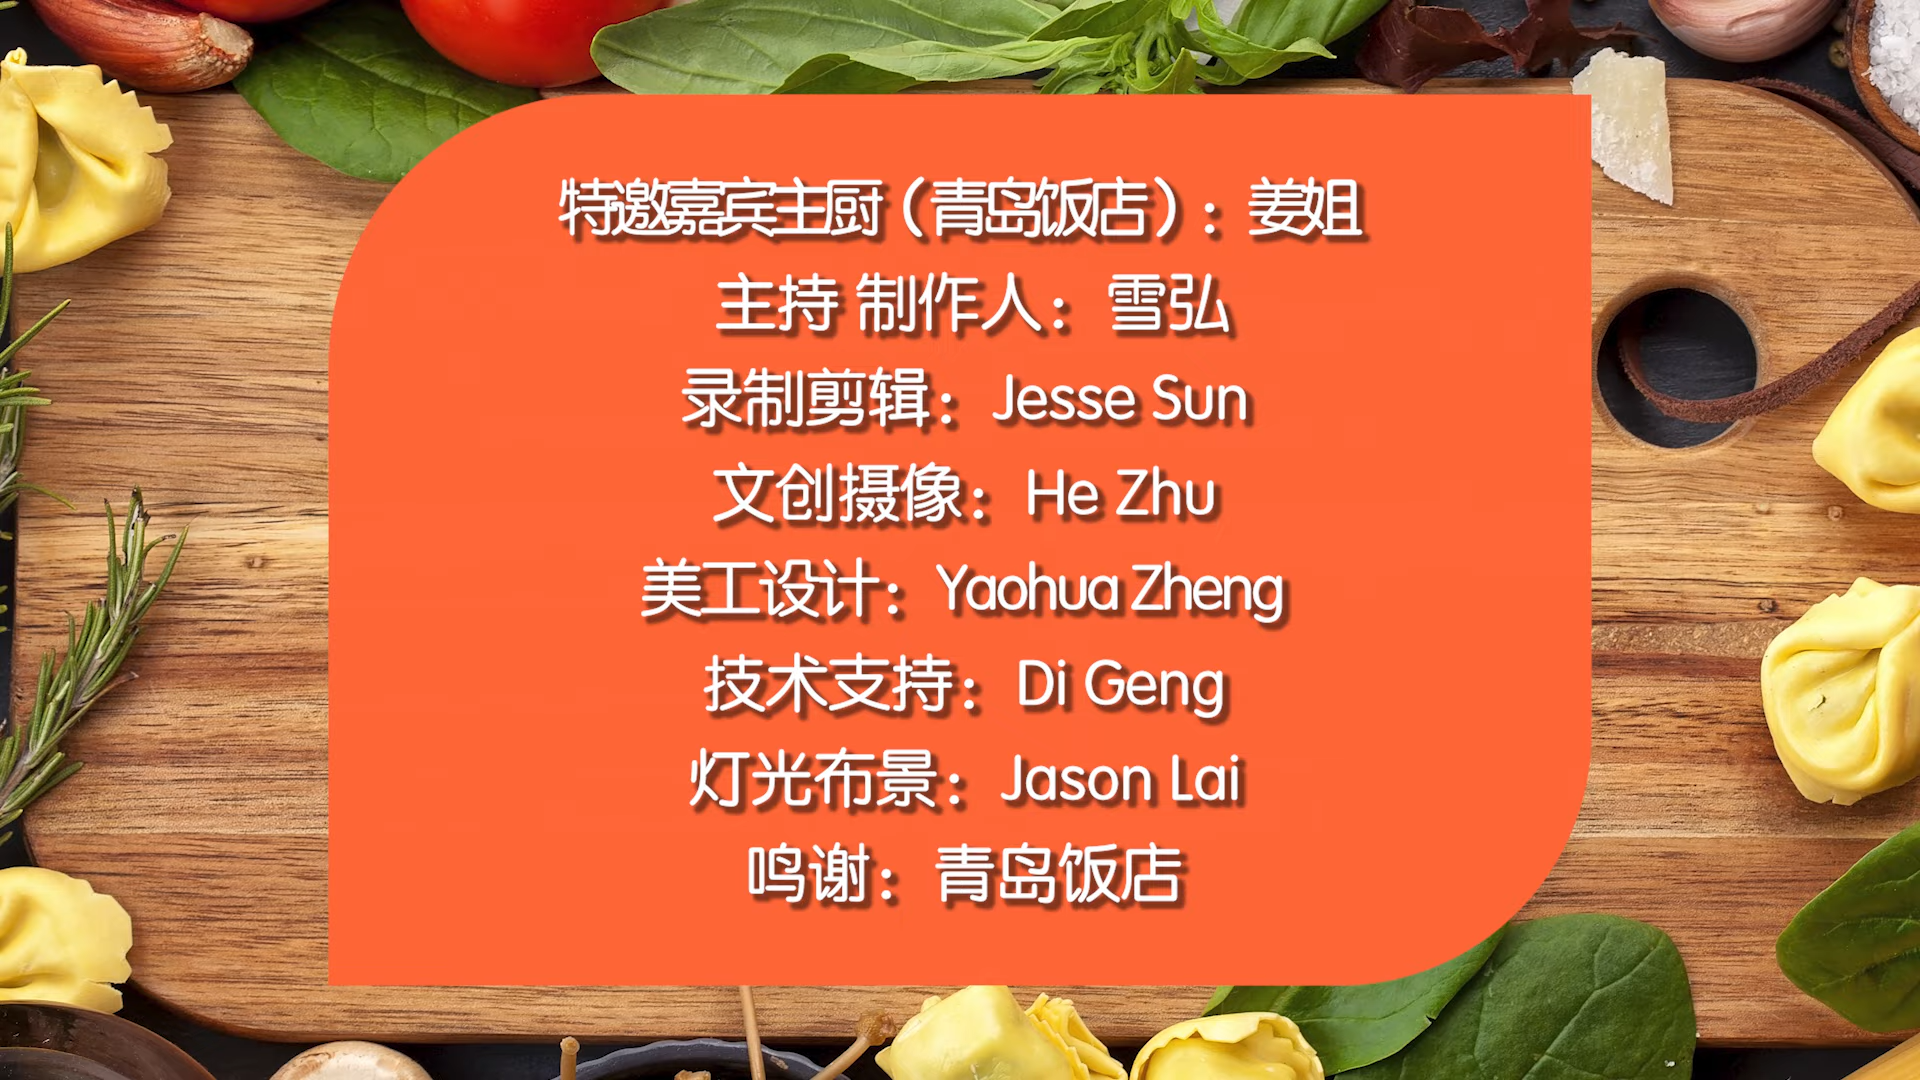 特邀嘉宾主厨（青岛饭店）：姜姐
主持 制作人：雪弘
录制剪辑：Jesse Sun
文创摄像：He Zhu
美工设计：Yaohua Zheng
技术支持：Di Geng
灯光布景：Jason Lai
鸣谢：青岛饭店